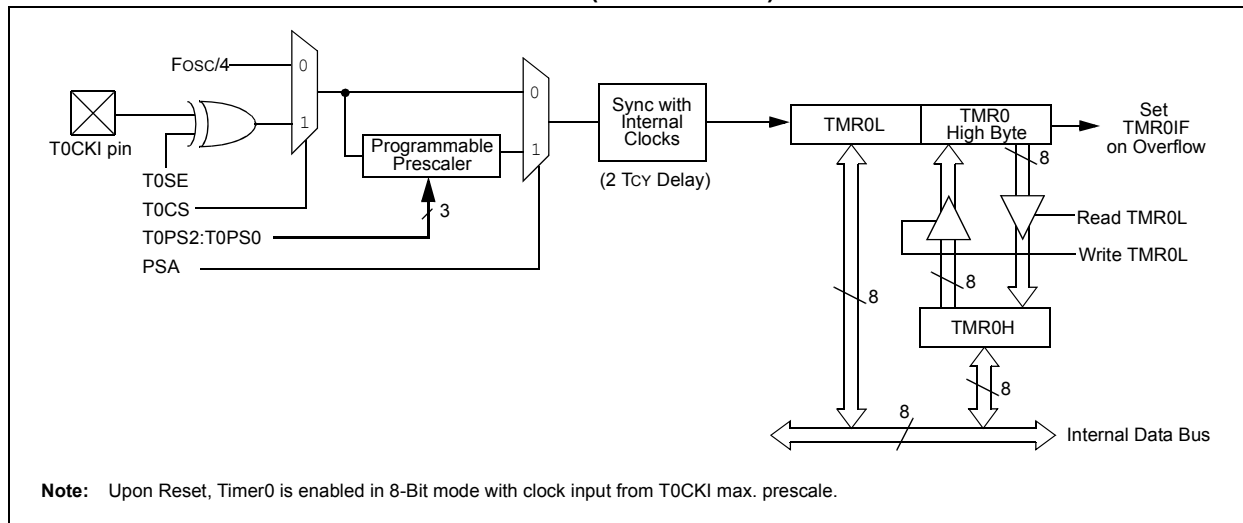 FOSC/4
0
1
T0CKI pin
T0SE
T0CS
T0PS2:T0PS0
PSA
Programmable
Prescaler
3
0
1
Sync with
Internal
Clocks
(2 TCY Delay)
TMR0L
TMR0
High Byte
Set
TMR0IF
on Overflow
8
Read TMR0L
Write TMR0L
8
8
TMR0H
8
8
Internal Data Bus
Note: Upon Reset, Timer0 is enabled in 8-Bit mode with clock input from T0CKI max. prescale.